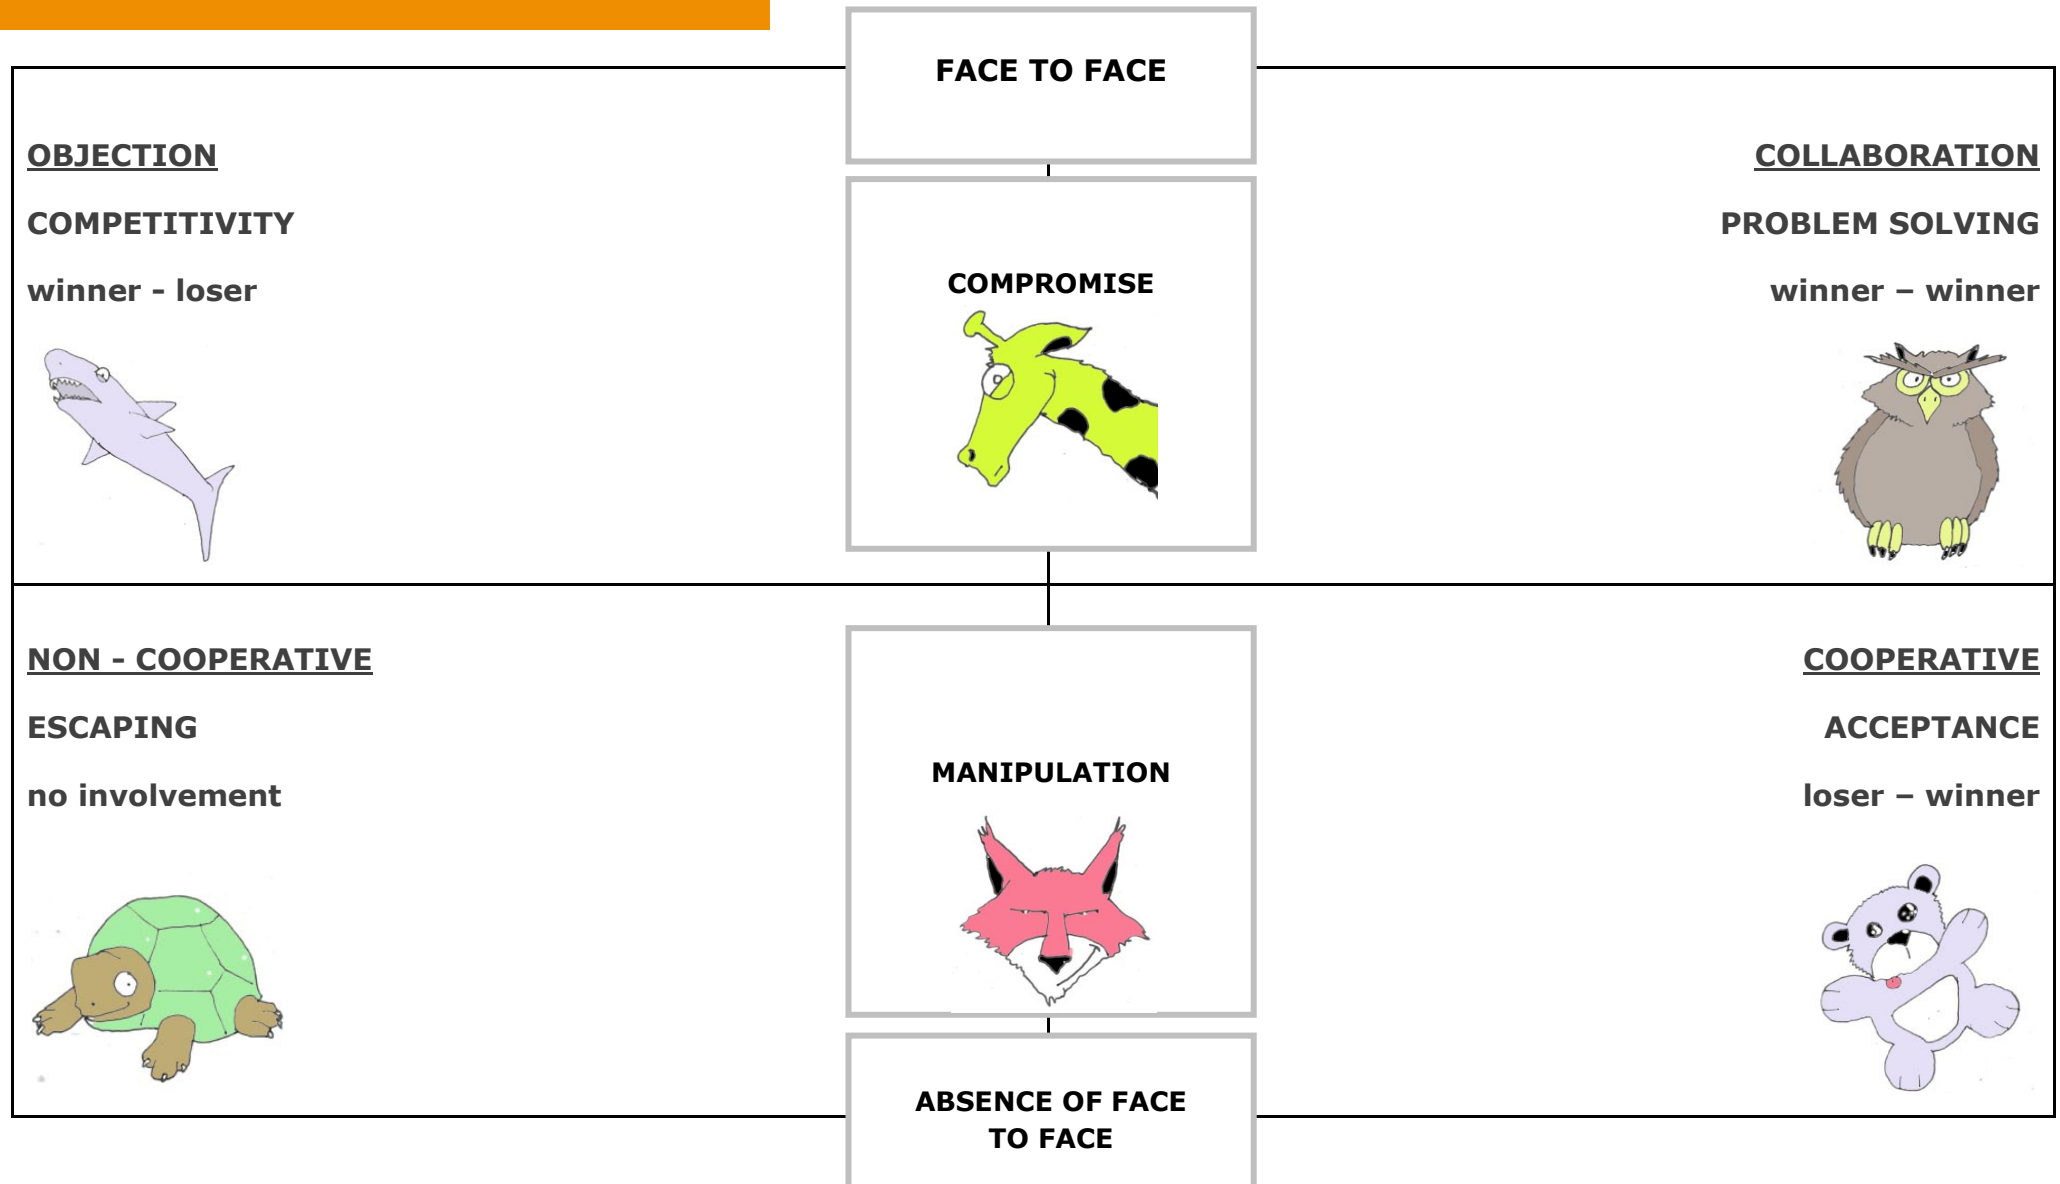 FACE TO FACE
OBJECTION
COMPETITIVITY
winner - loser
COMPROMISE
COLLABORATION
PROBLEM SOLVING
winner – winner
NON - COOPERATIVE
ESCAPING
no involvement
MANIPULATION
COOPERATIVE
ACCEPTANCE
loser – winner
ABSENCE OF FACE
TO FACE